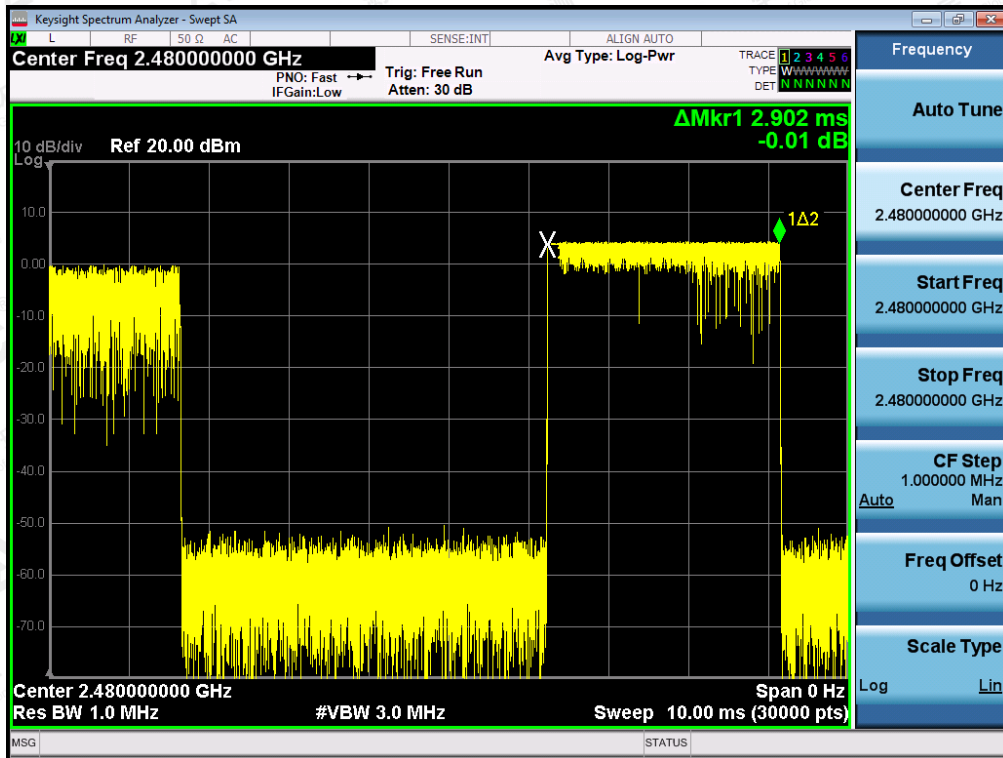 Keysight Spectrum Analyzer - Swept SA
LXI L RF 50 Ω AC SENSE:INT ALIGN AUTO
Center Freq 2.480000000 GHz
PNO: Fast
IFGain:Low
Trig: Free Run
Atten: 30 dB
Avg Type: Log-Pwr
TRACE 1 2 3 4 5 6
TYPE W W W W W W
DET N N N N N N
ΔMkr1 2.902 ms
-0.01 dB
10 dB/div Ref 20.00 dBm
Log
1Δ2
10.0
0.00
-10.0
-20.0
-30.0
-40.0
-50.0
-60.0
-70.0
Center 2.480000000 GHz Span 0 Hz
Res BW 1.0 MHz #VBW 3.0 MHz Sweep 10.00 ms (30000 pts)
MSG STATUS
Frequency
Auto Tune
Center Freq
2.480000000 GHz
Start Freq
2.480000000 GHz
Stop Freq
2.480000000 GHz
CF Step
1.000000 MHz
Auto Man
Freq Offset
0 Hz
Scale Type
Log Lin